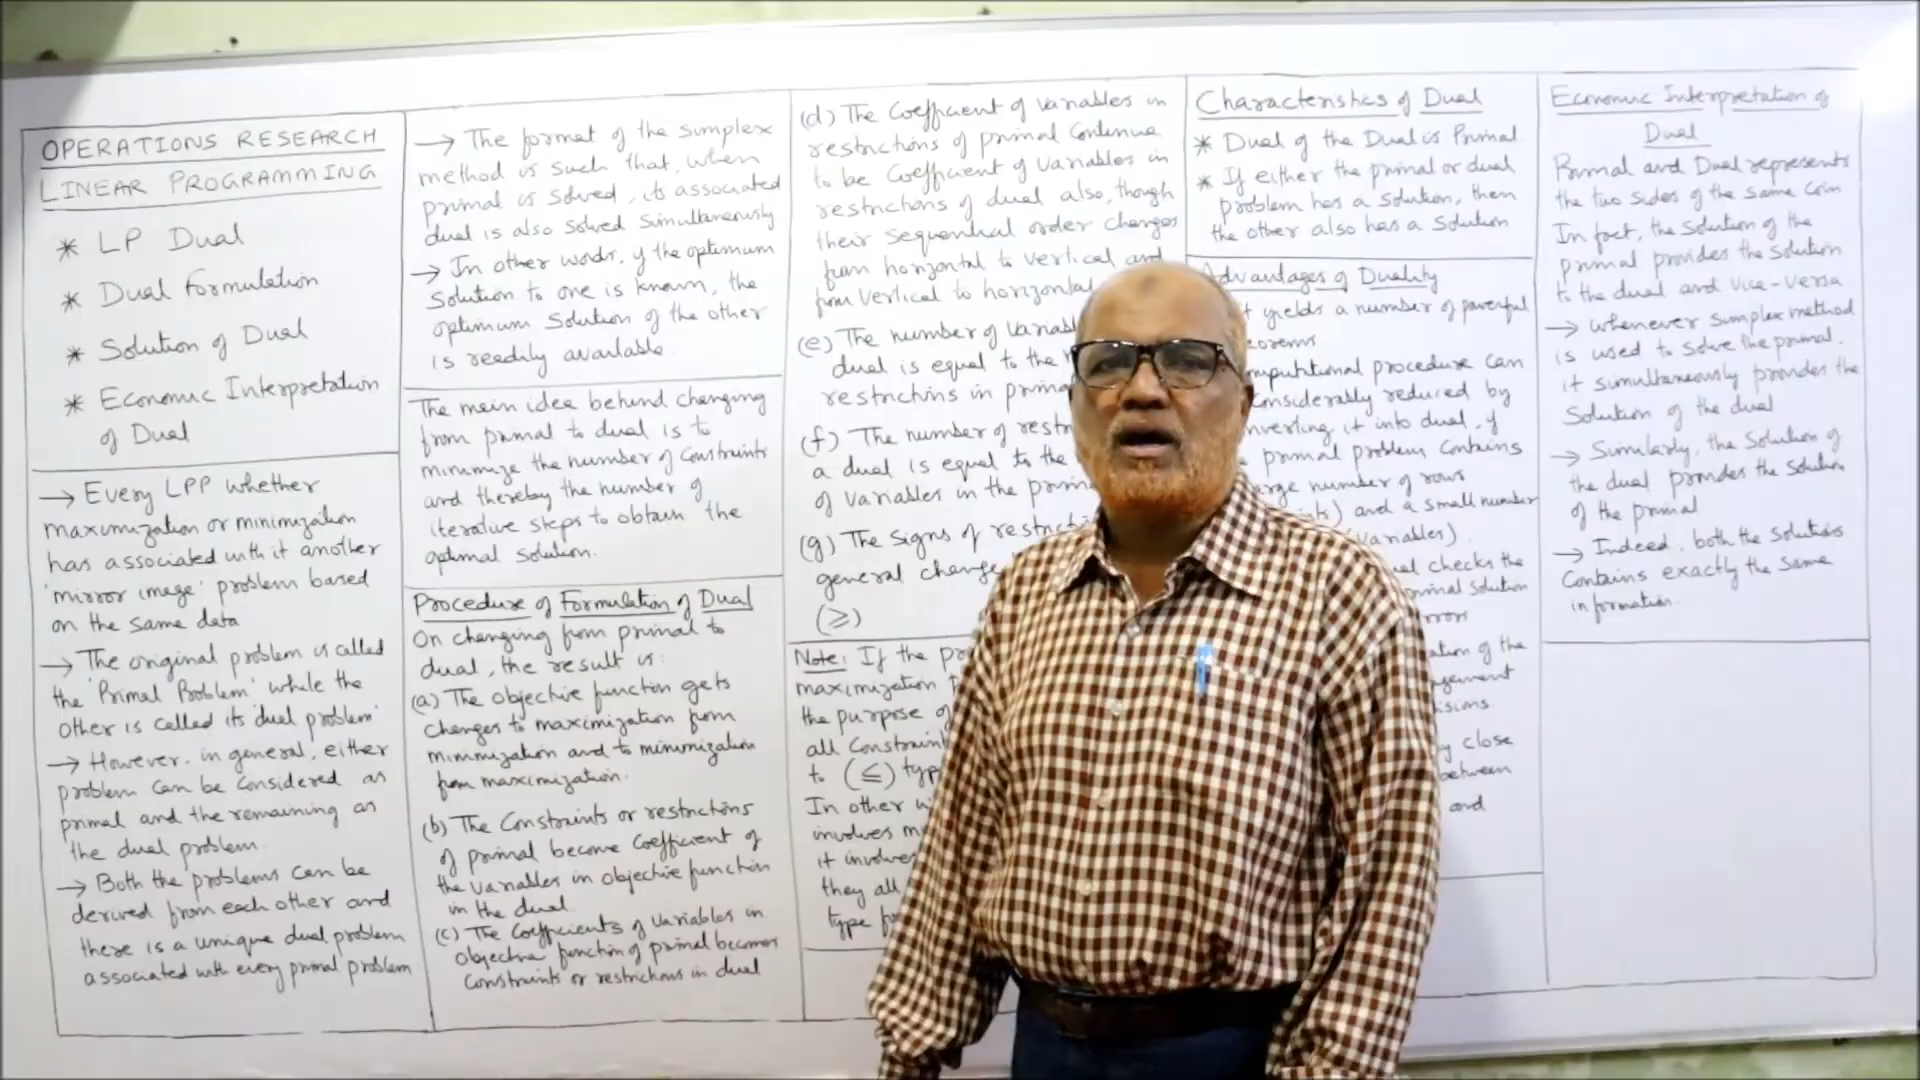 OPERATIONS RESEARCH
LINEAR PROGRAMMING
* LP Dual
* Dual Formulation
* Solution of Dual
* Economic Interpretation
of Dual
→ Every LPP whether
maximization or minimization
has associated with it another
'mirror image' problem based
on the same data
→ The original problem is called
the 'Primal Problem' while the
other is called its 'dual problem'
→ However, in general, either
problem can be considered as
primal and the remaining as
the dual problem.
→ Both the problems can be
derived from each other and
there is a unique dual problem
associated with every primal problem
→ The format of the simplex
method is such that, when
primal is solved, its associated
dual is also solved simultaneously
→ In other words, if the optimum
solution to one is known, the
optimum solution of the other
is readily available.
The main idea behind changing
from primal to dual is to
minimize the number of constraints
and thereby the number of
iterative steps to obtain the
optimal solution.
Procedure of Formulation of Dual
On changing from primal to
dual, the result is:
(a) The objective function gets
changes to maximization from
minimization and to minimization
from maximization.
(b) The constraints or restrictions
of primal become coefficient of
the variables in objective function
in the dual
(c) The coefficients of variables in
objective function of primal becomes
constraints or restrictions in dual
(d) The coefficient of variables in
restrictions of primal continue
to be coefficient of variables in
restrictions of dual also, though
their sequential order changes
from horizontal to vertical and
from vertical to horizontal
(e) The number of
dual is equal to the
restrictions in
(f) The number of
a dual is equal to the
of variables in the
(g) The signs of
general
(≥)
Note: If the
maximization
the purpose of
all
to (≤)
In other
involves
it involves
they all
type
Characteristics of Dual
* Dual of the Dual is Primal
* If either the primal or dual
problem has a solution, then
the other also has a solution
Advantages of Duality
yields a number of powerful
procedure can
considerably reduced by
it into dual, if
primal problem contains
number of rows
and a small number
checks the
solution
of the
close
between
and
Economic Interpretation of
Dual
Primal and Dual represents
the two sides of the same coin
In fact, the solution of the
primal provides the solution
to the dual and vice-versa
→ whenever simplex method
is used to solve the primal,
it simultaneously provides the
solution of the dual
→ Similarly, the solution of
the dual provides the solution
of the primal
→ Indeed, both the solutions
contains exactly the same
information.